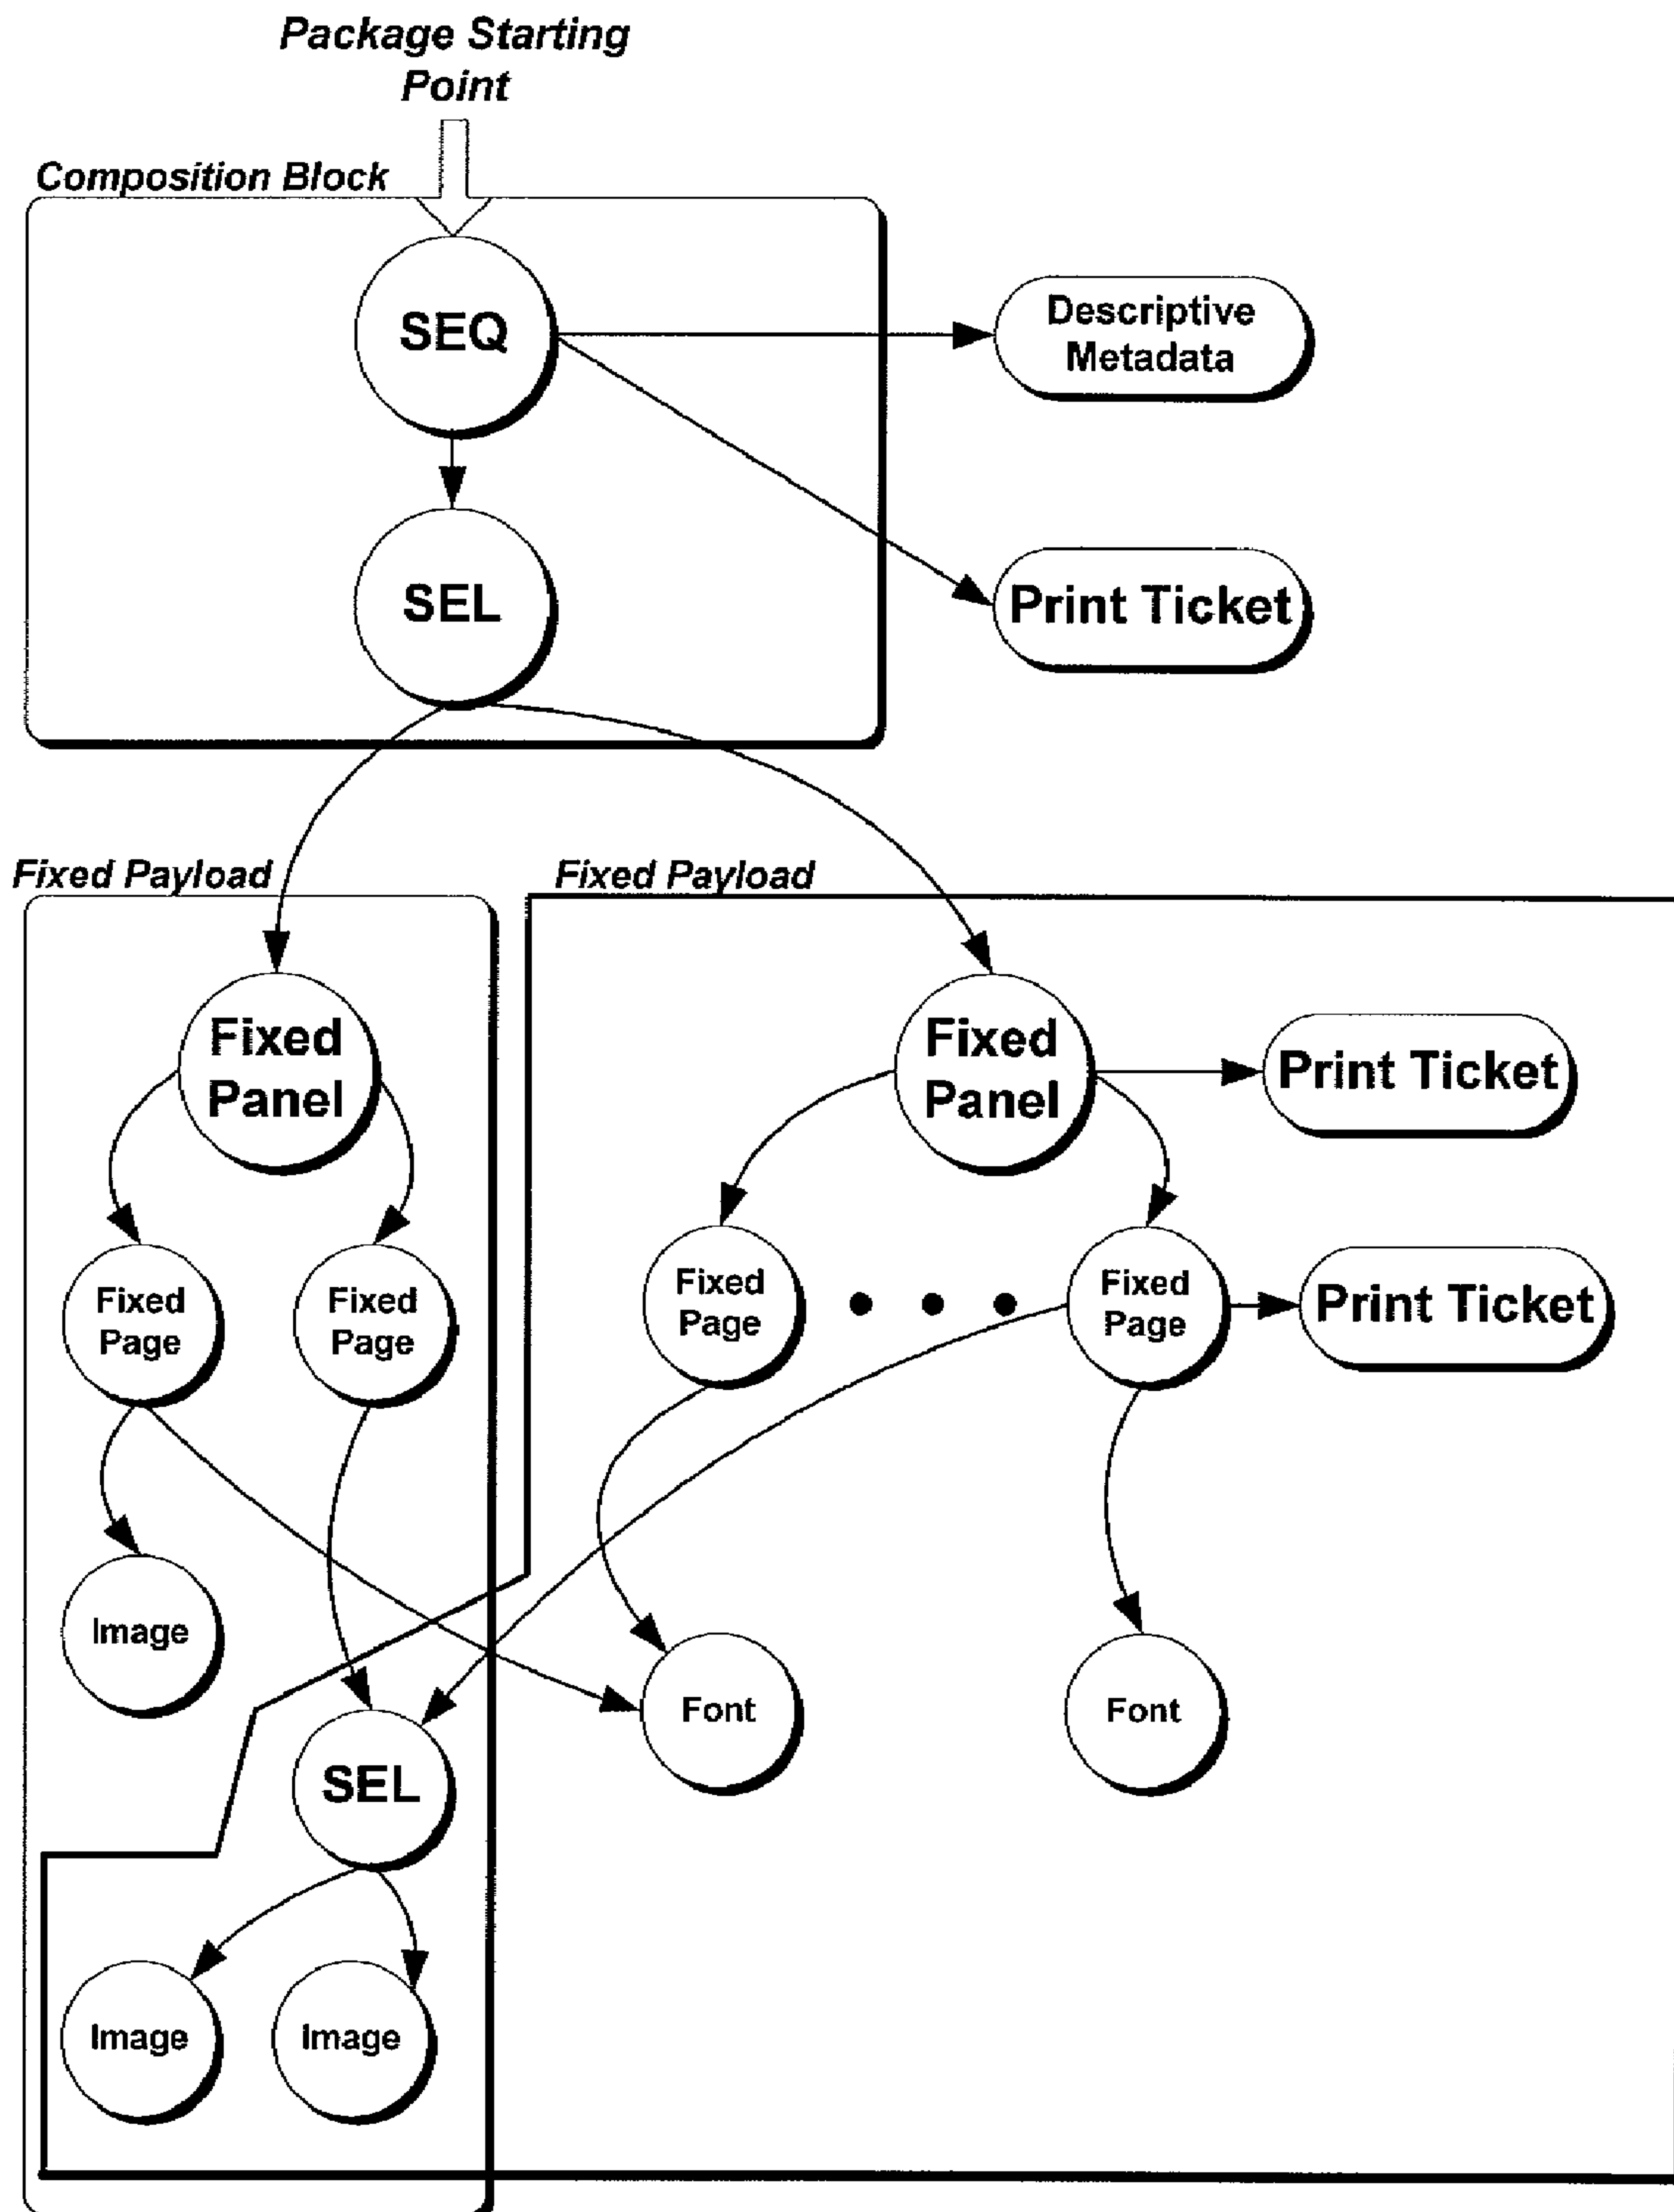 Package Starting
Point
Composition Block
SEQ
Descriptive
Metadata
SEL
Print Ticket
Fixed Payload
Fixed Payload
Fixed
Panel
Fixed
Panel
Print Ticket
Fixed
Page
Fixed
Page
Fixed
Page
Fixed
Page
Print Ticket
Image
Font
Font
SEL
Image
Image